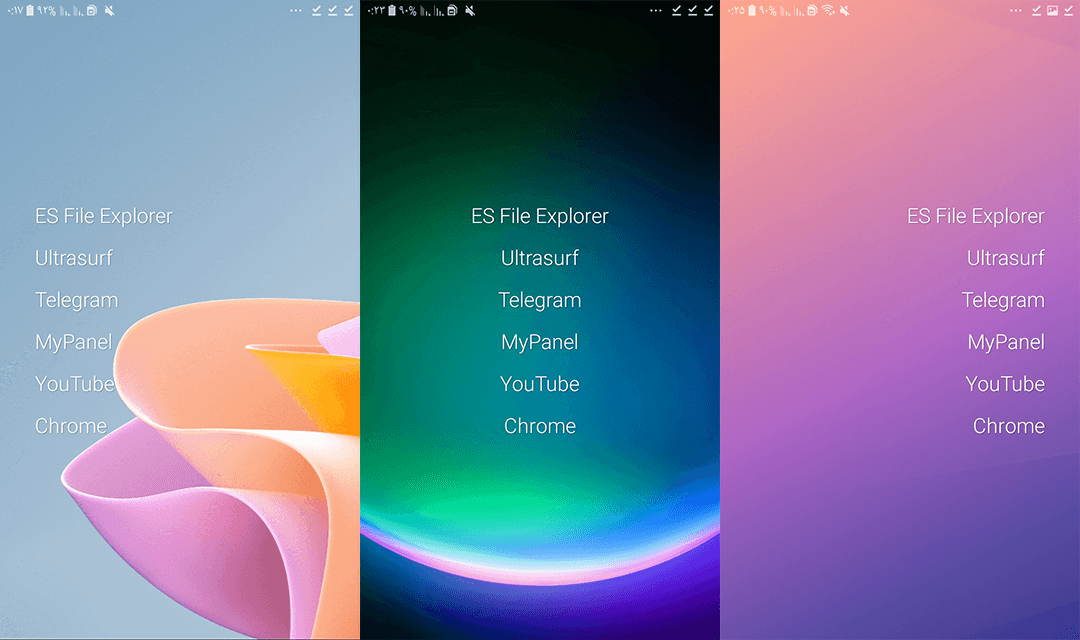 ۰:۱۷ ۹۲%
ES File Explorer
Ultrasurf
Telegram
MyPanel
YouTube
Chrome
۰:۲۳ ۹۰%
ES File Explorer
Ultrasurf
Telegram
MyPanel
YouTube
Chrome
۰:۲۵ ۹۰%
ES File Explorer
Ultrasurf
Telegram
MyPanel
YouTube
Chrome